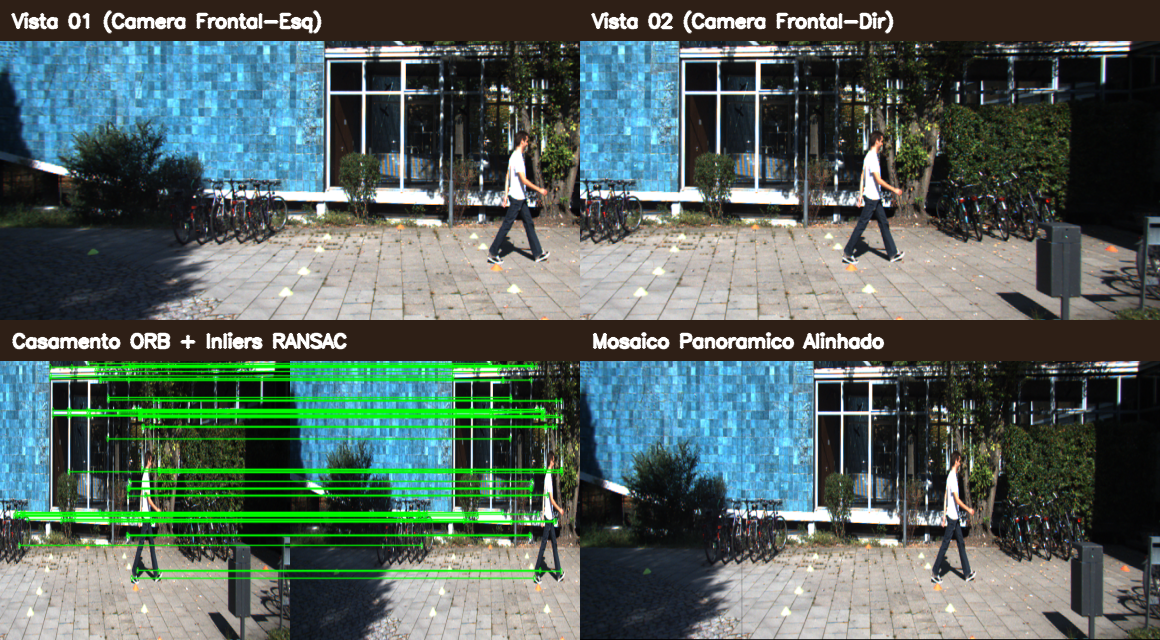 Vista 01 (Camera Frontal-Esq)
Vista 02 (Camera Frontal-Dir)
Casamento ORB + Inliers RANSAC
Mosaico Panoramico Alinhado